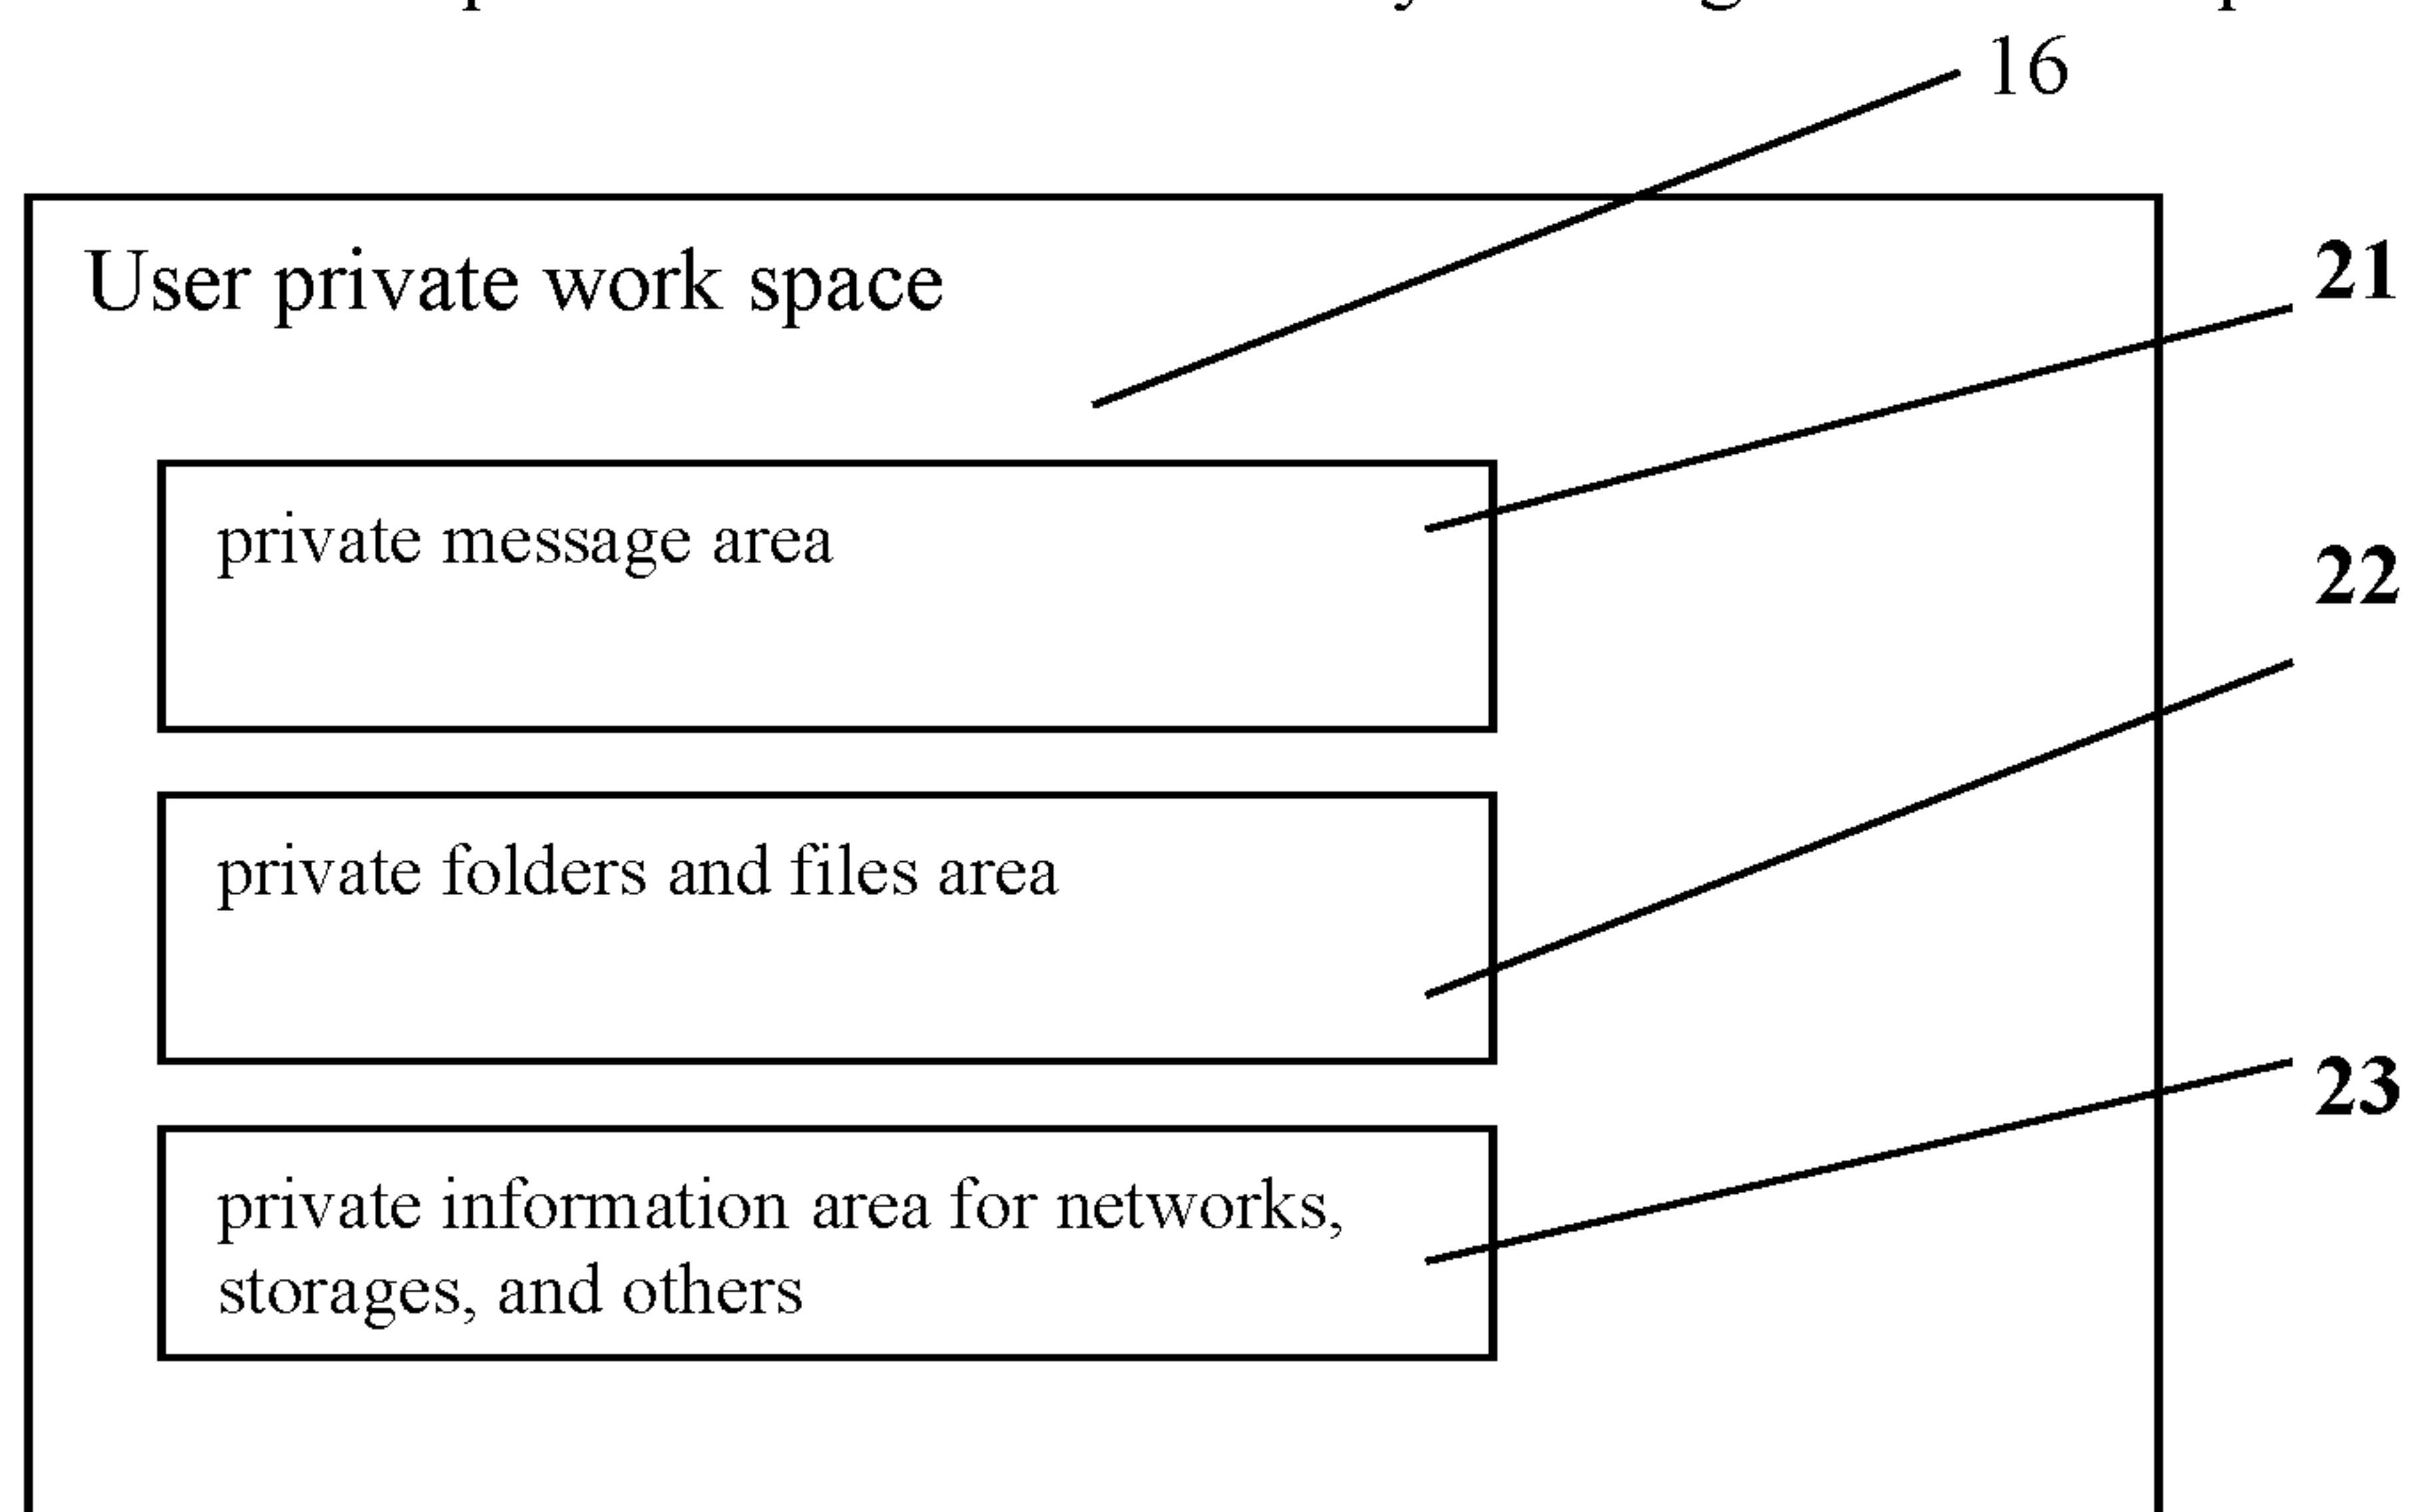 16
User private work space
21
private message area
22
private folders and files area
23
private information area for networks,
storages, and others